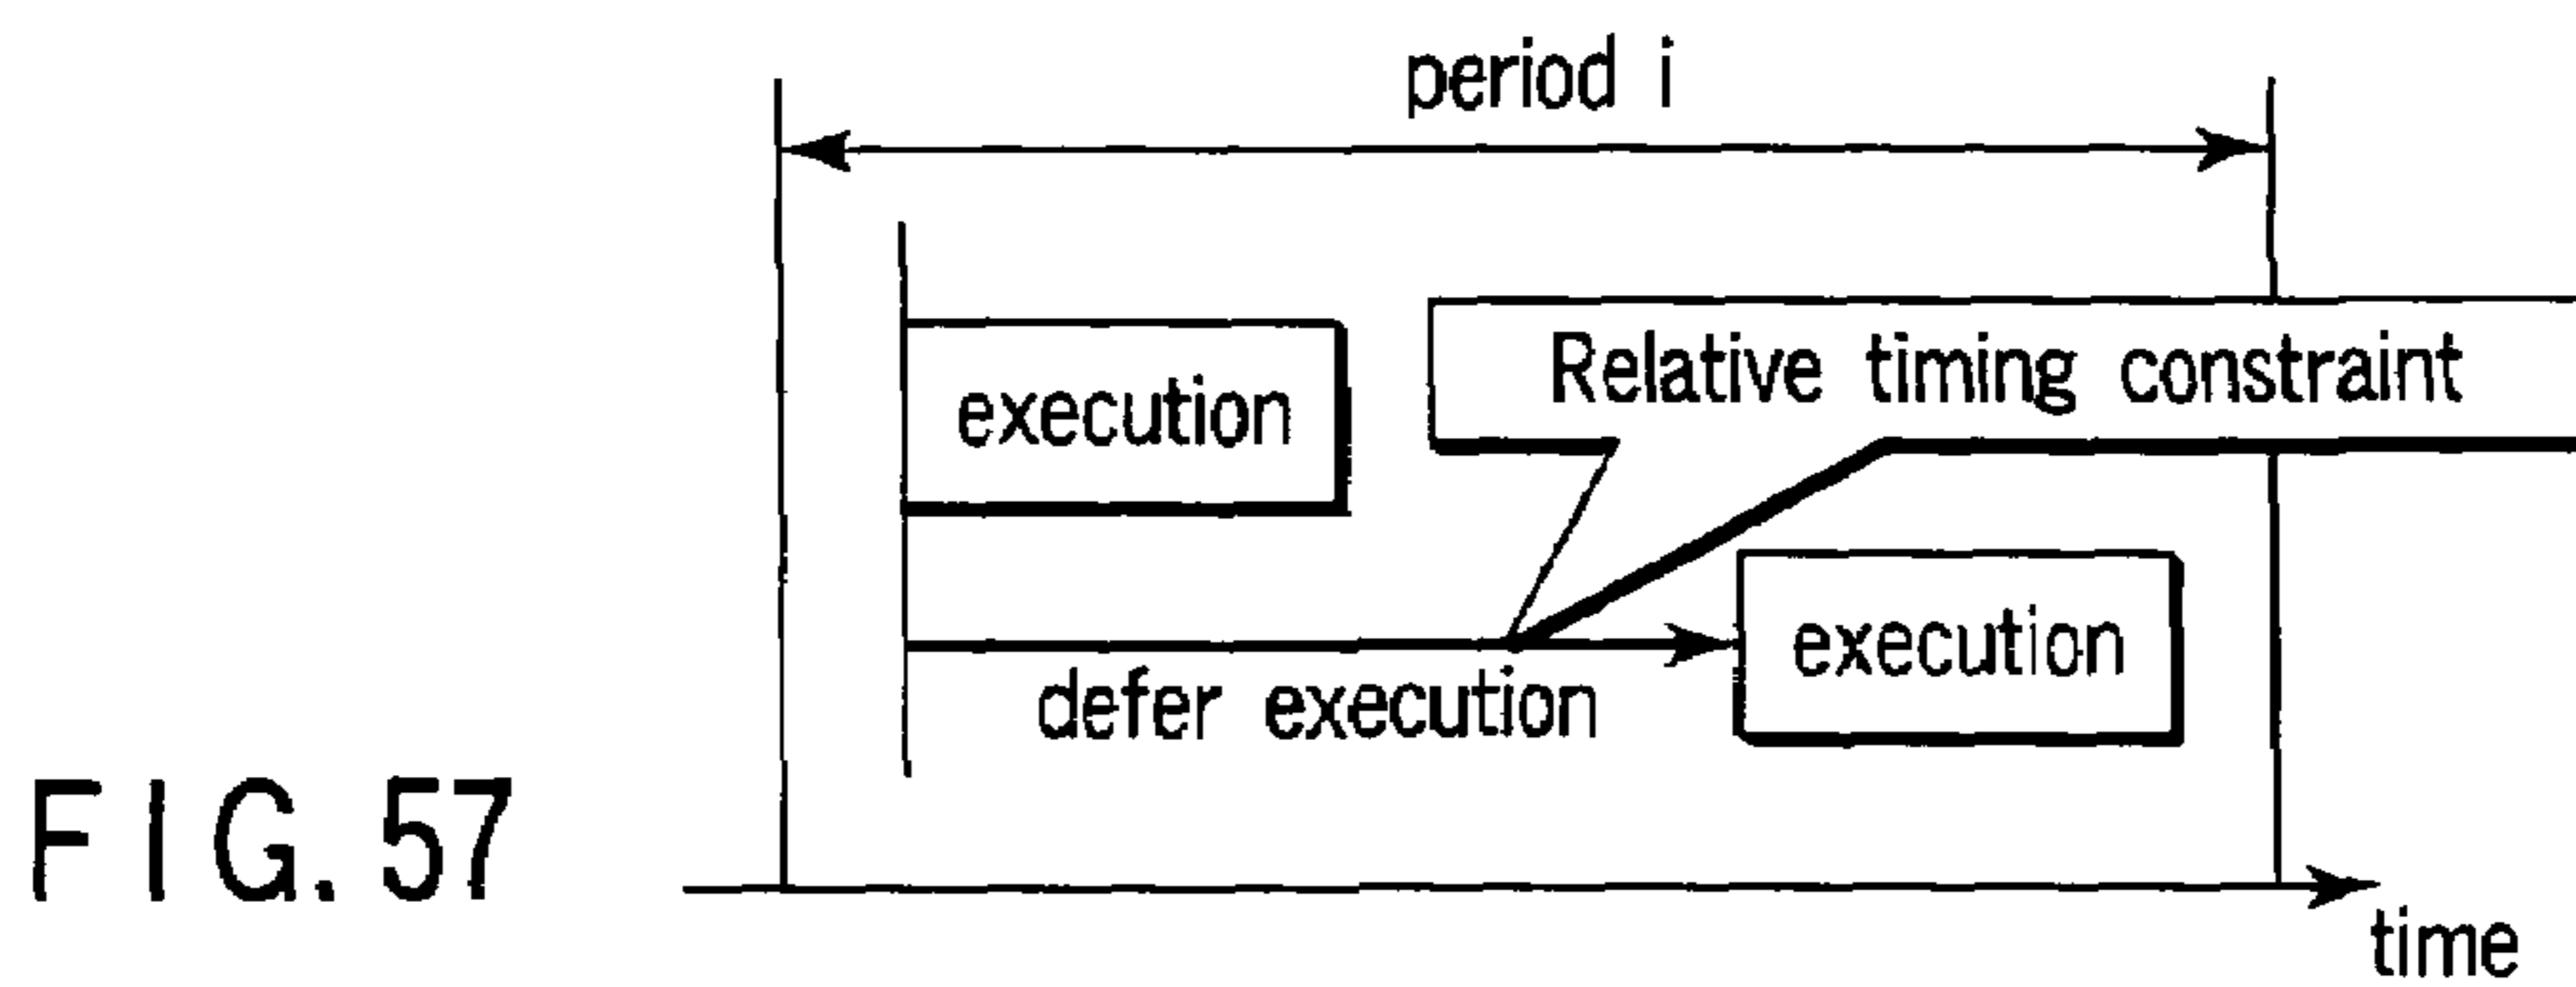 period i
execution
Relative timing constraint
execution
defer execution
FIG. 57
time